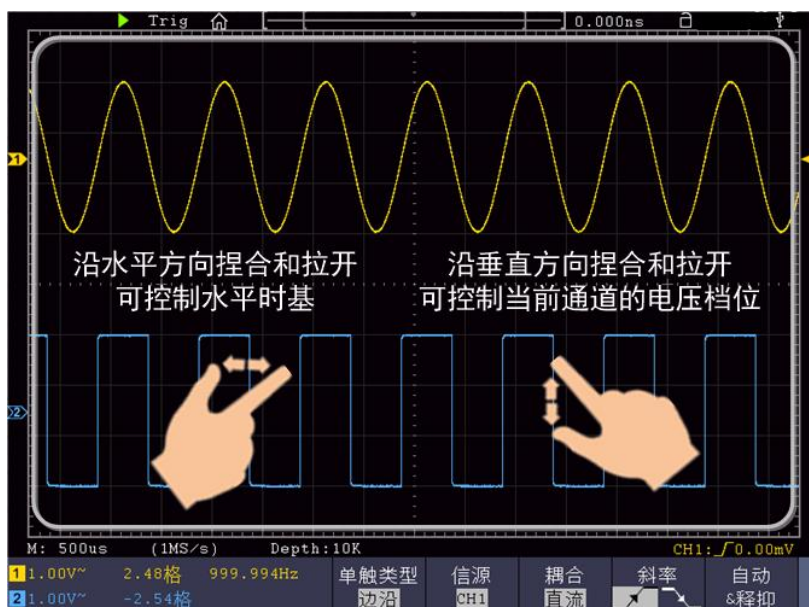 Trig 0.000ns
1
沿水平方向捏合和拉开 沿垂直方向捏合和拉开
可控制水平时基 可控制当前通道的电压档位
2
M: 500us (1MS/s) Depth:10K CH1: 0.00mV
1 1.00V~ 2.48格 999.994Hz 单触类型 信源 耦合 斜率 自动
2 1.00V~ -2.54格 边沿 CH1 直流 &释抑